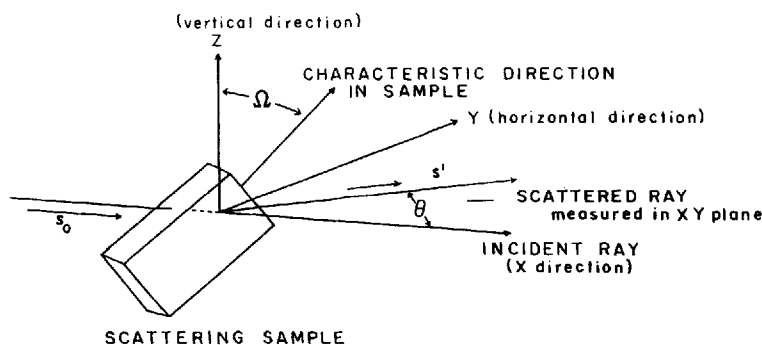 (vertical direction)
Z
CHARACTERISTIC DIRECTION
IN SAMPLE
Ω
Y (horizontal direction)
s'
SCATTERED RAY
measured in XY plane
θ
s₀
INCIDENT RAY
(X direction)
SCATTERING SAMPLE